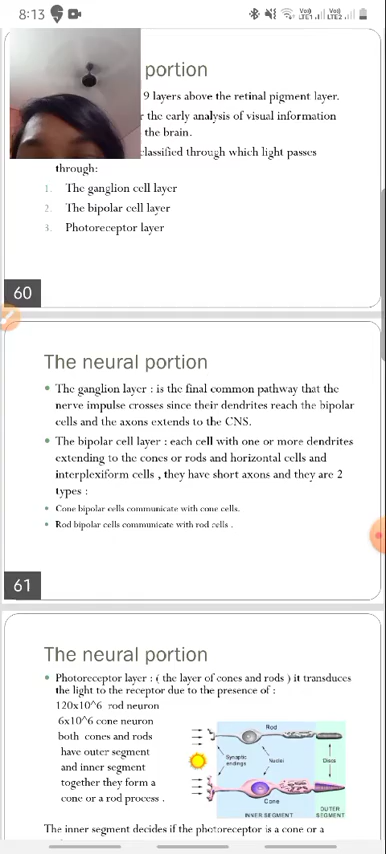 8:13
Vo)) LTE1
Vo)) LTE2
portion
9 layers above the retinal pigment layer.
r the early analysis of visual information
the brain.
classified through which light passes
through:
1. The ganglion cell layer
2. The bipolar cell layer
3. Photoreceptor layer
60
The neural portion
• The ganglion layer : is the final common pathway that the
nerve impulse crosses since their dendrites reach the bipolar
cells and the axons extends to the CNS.
• The bipolar cell layer : each cell with one or more dendrites
extending to the cones or rods and horizontal cells and
interplexiform cells , they have short axons and they are 2
types :
• Cone bipolar cells communicate with cone cells.
• Rod bipolar cells communicate with rod cells .
61
The neural portion
• Photoreceptor layer : ( the layer of cones and rods ) it transduces
the light to the receptor due to the presence of :
120x10^6 rod neuron
6x10^6 cone neuron
both cones and rods
have outer segment
and inner segment
together they form a
cone or a rod process .
Rod
Synaptic
endings
Nuclei
Discs
Cone
INNER SEGMENT
OUTER
SEGMENT
The inner segment decides if the photoreceptor is a cone or a